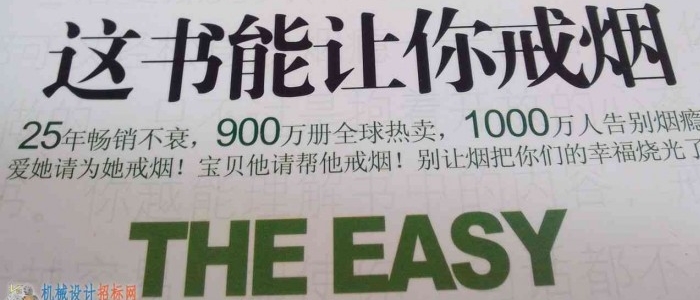 这书能让你戒烟
25年畅销不衰，900万册全球热卖，1000万人告别烟瘾
爱她请为她戒烟！宝贝他请帮他戒烟！别让烟把你们的幸福烧光了
THE EASY
机械设计招标网